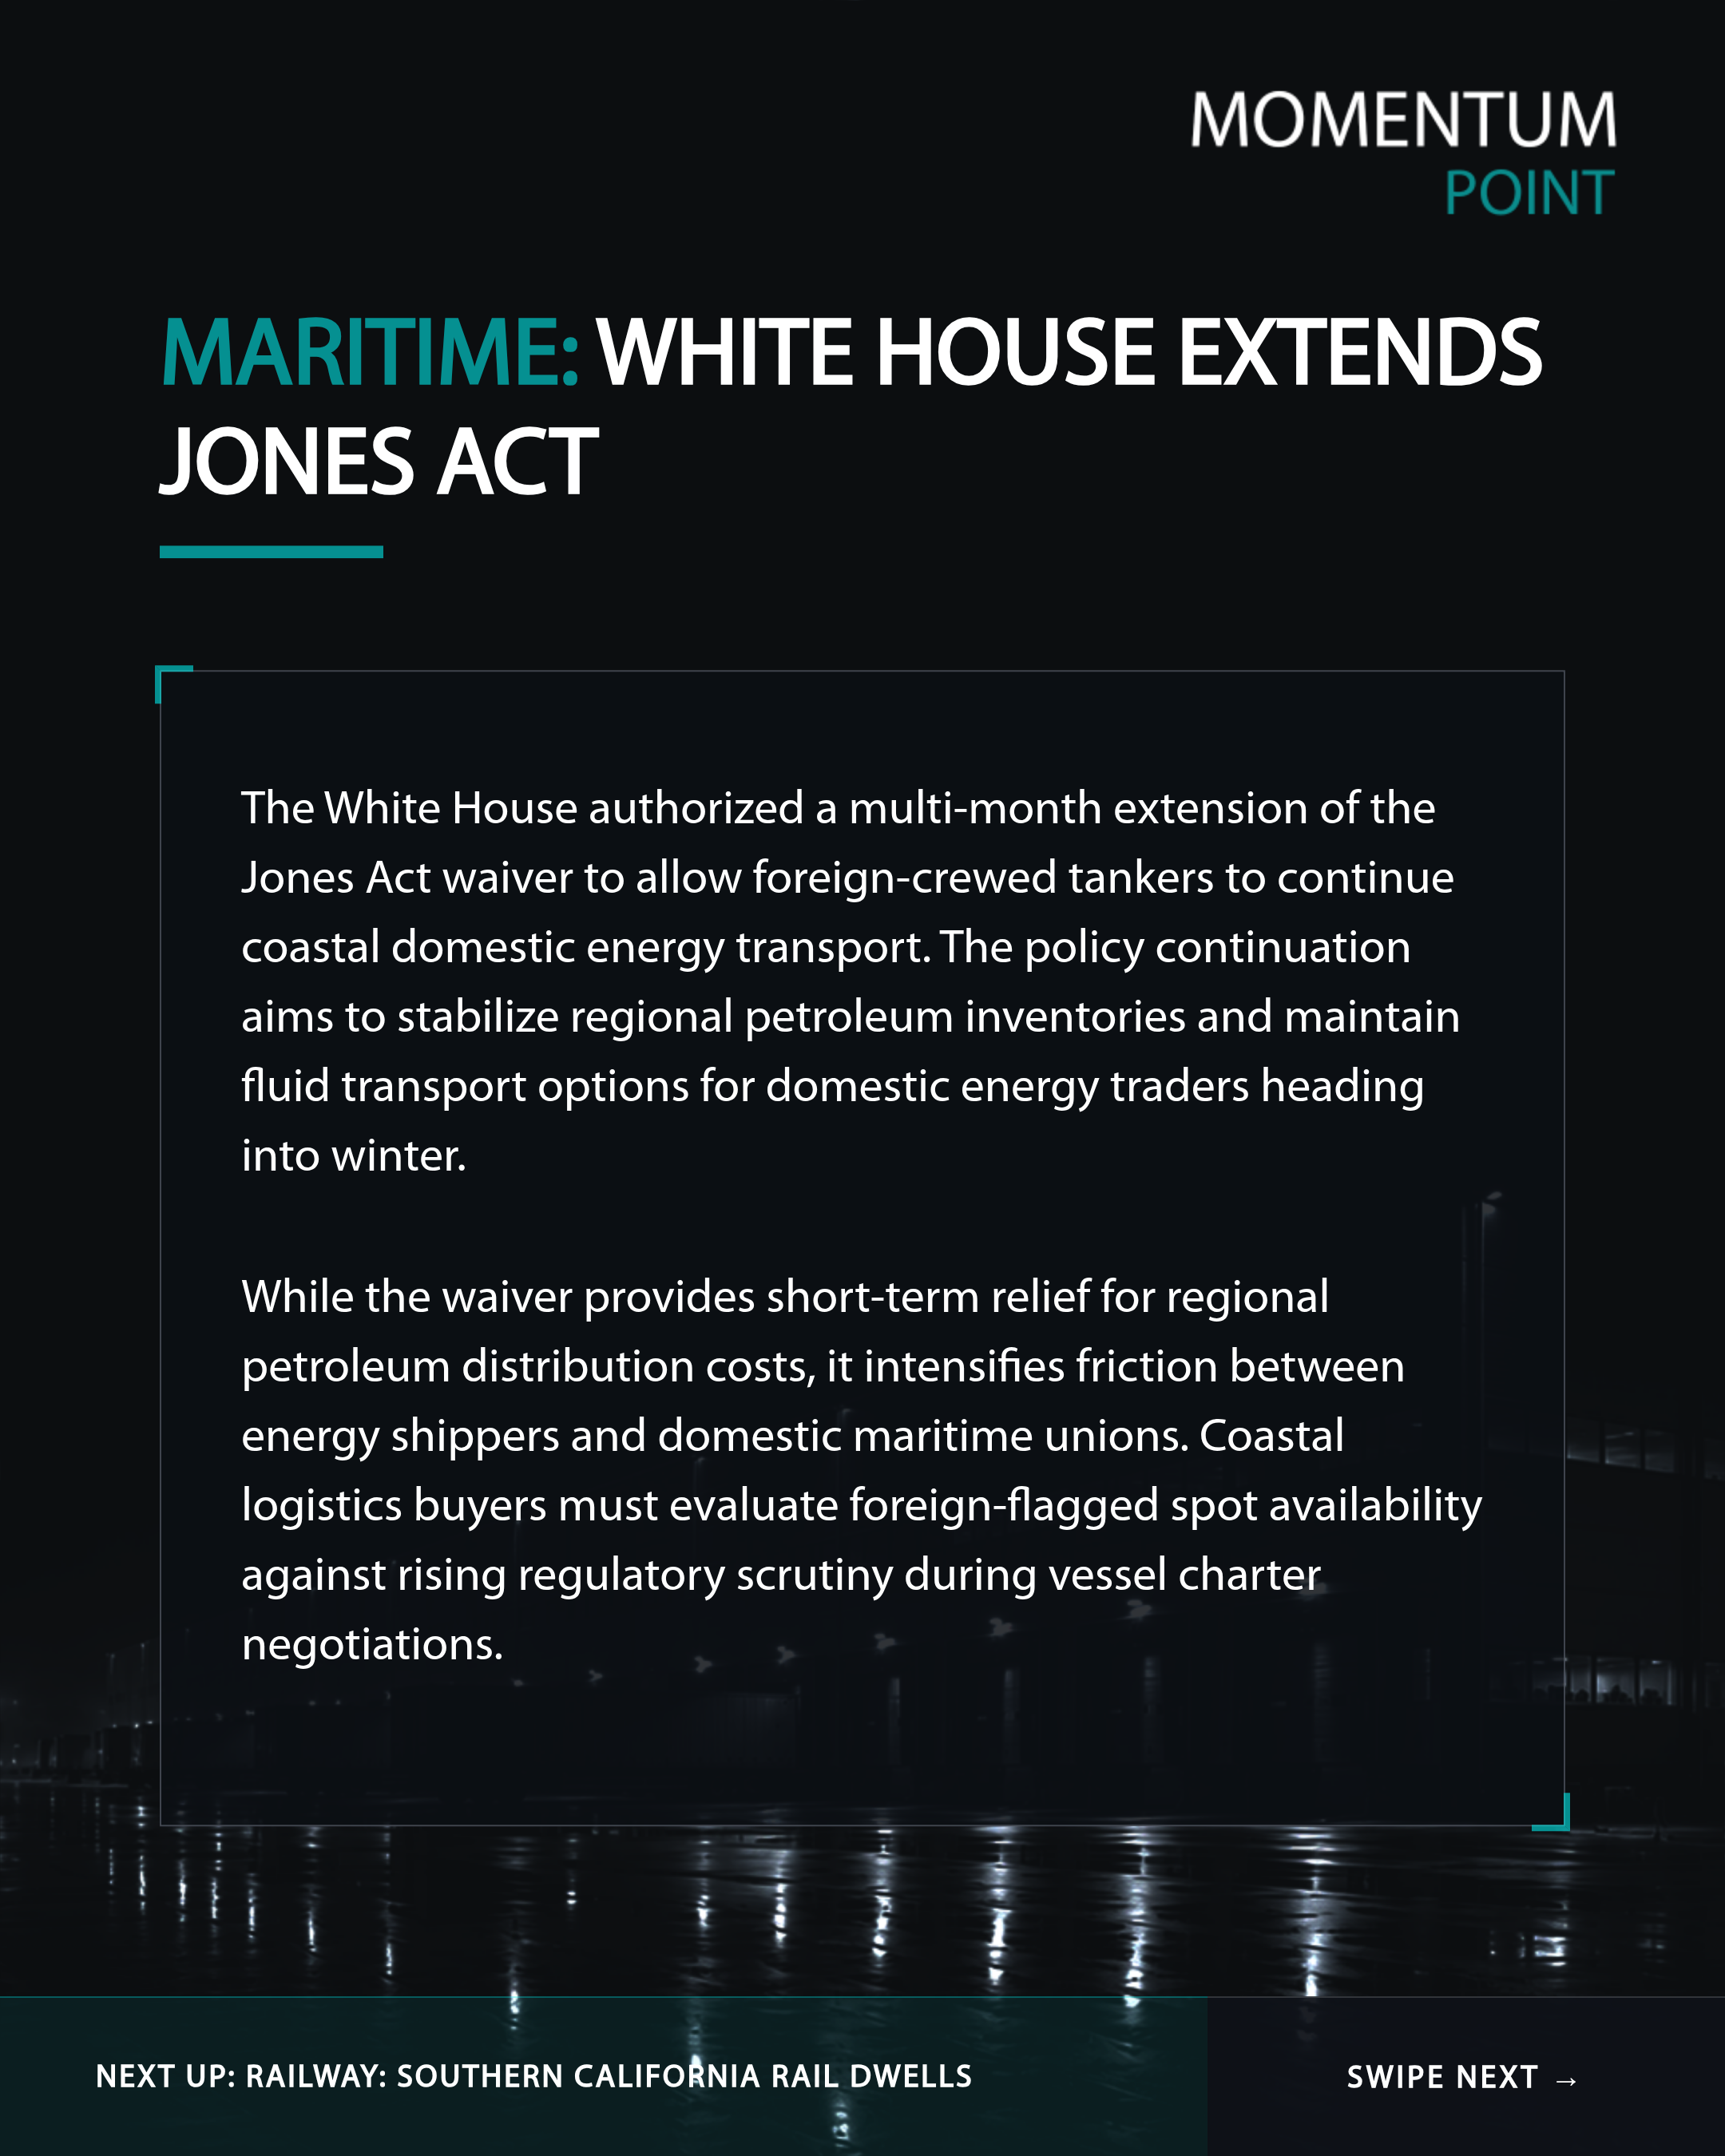 MOMENTUM
POINT
MARITIME: WHITE HOUSE EXTENDS
JONES ACT
The White House authorized a multi-month extension of the
Jones Act waiver to allow foreign-crewed tankers to continue
coastal domestic energy transport. The policy continuation
aims to stabilize regional petroleum inventories and maintain
fluid transport options for domestic energy traders heading
into winter.
While the waiver provides short-term relief for regional
petroleum distribution costs, it intensifies friction between
energy shippers and domestic maritime unions. Coastal
logistics buyers must evaluate foreign-flagged spot availability
against rising regulatory scrutiny during vessel charter
negotiations.
NEXT UP: RAILWAY: SOUTHERN CALIFORNIA RAIL DWELLS
SWIPE NEXT →